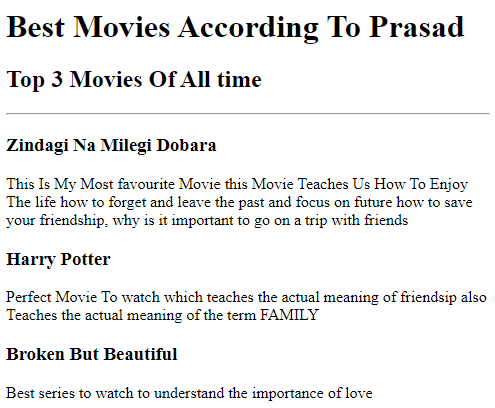 Best Movies According To Prasad
Top 3 Movies Of All time
Zindagi Na Milegi Dobara
This Is My Most favourite Movie this Movie Teaches Us How To Enjoy
The life how to forget and leave the past and focus on future how to save
your friendship, why is it important to go on a trip with friends
Harry Potter
Perfect Movie To watch which teaches the actual meaning of friendsip also
Teaches the actual meaning of the term FAMILY
Broken But Beautiful
Best series to watch to understand the importance of love